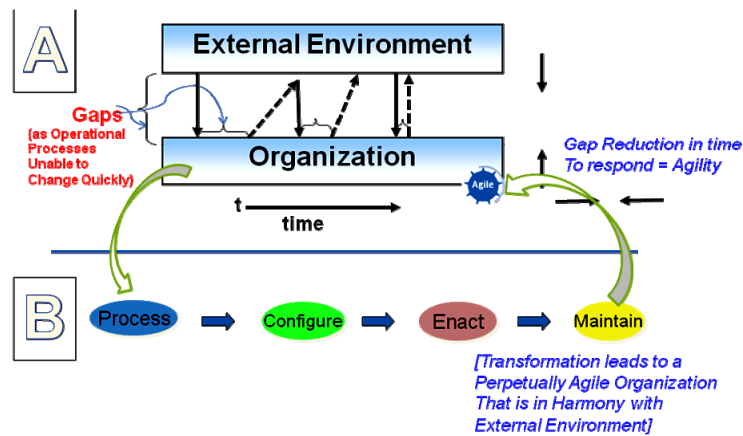 A
External Environment
Gaps
(as Operational
Processes
Unable to
Change Quickly)
Organization
Agile
Gap Reduction in time
To respond = Agility
t
time
B
Process
Configure
Enact
Maintain
[Transformation leads to a
Perpetually Agile Organization
That is in Harmony with
External Environment]